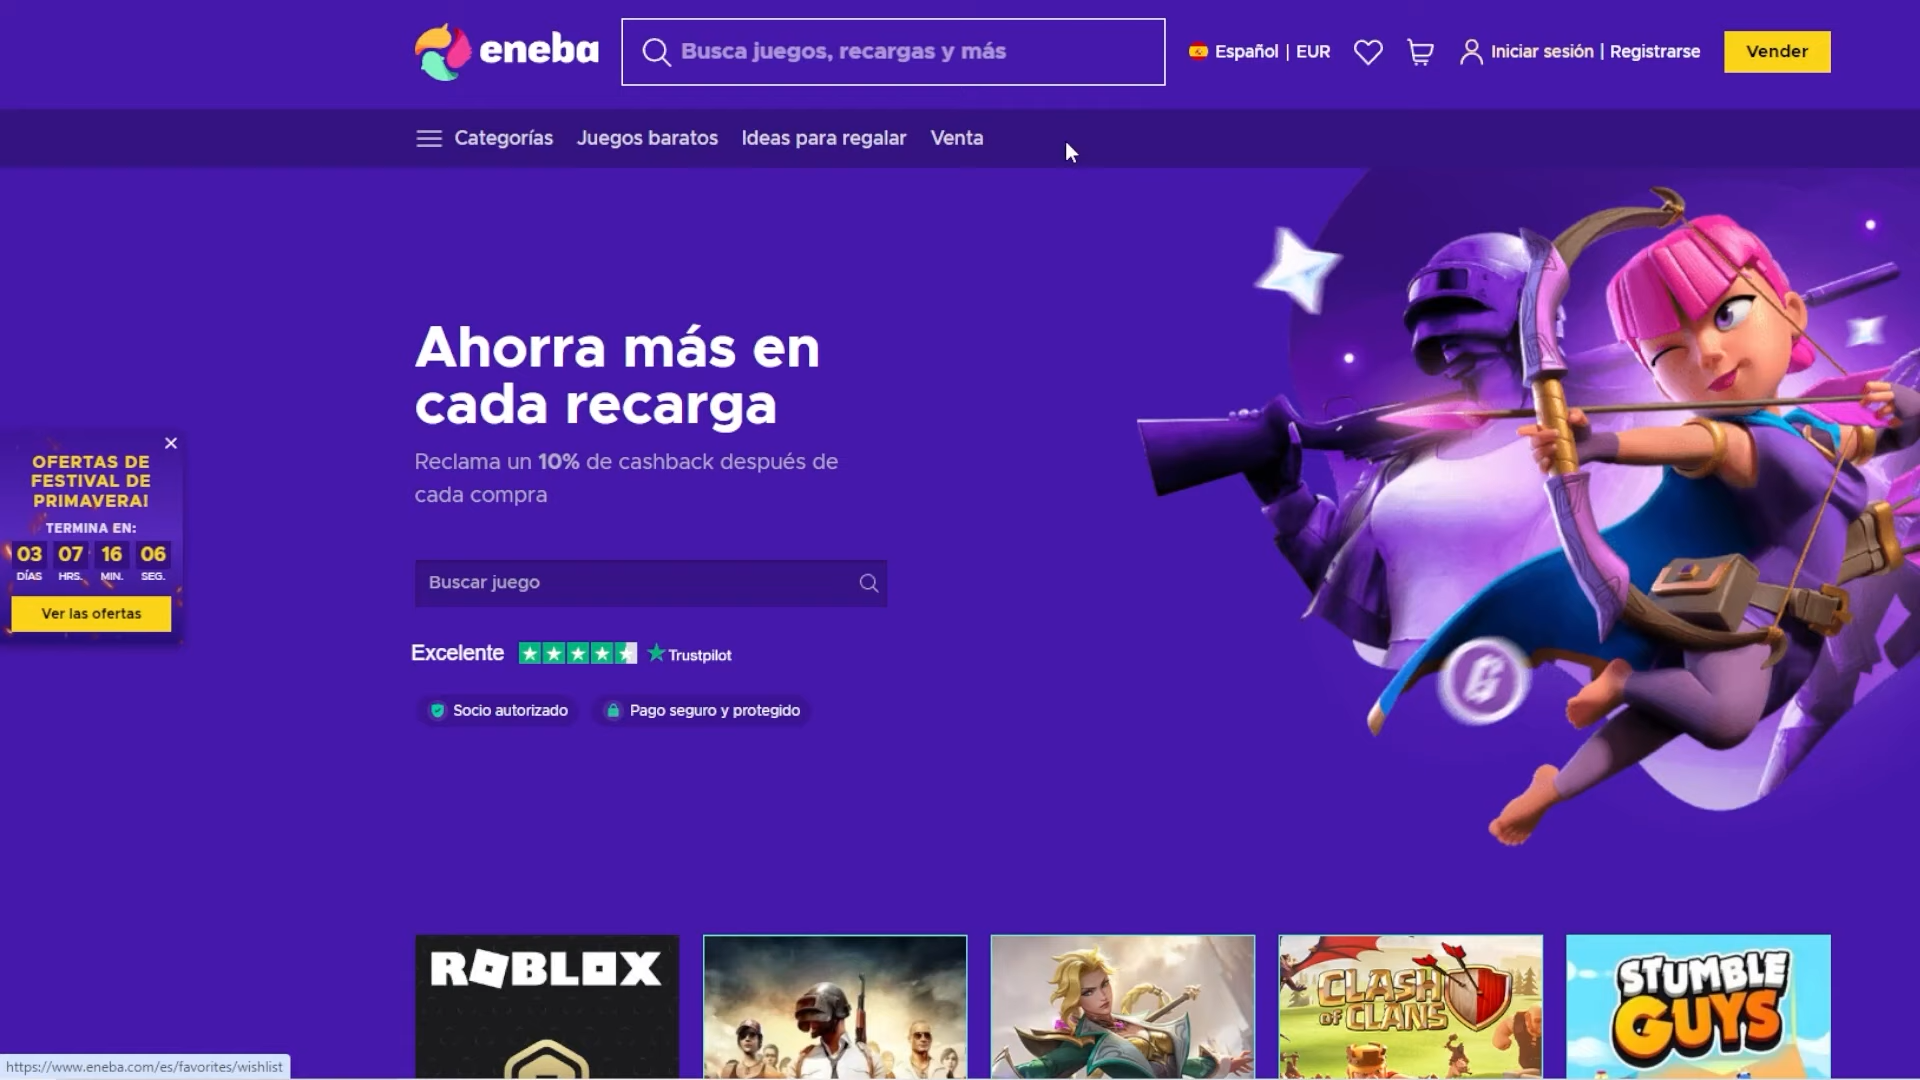 eneba
Busca juegos, recargas y más
Español | EUR
Iniciar sesión | Registrarse
Vender
Categorías
Juegos baratos
Ideas para regalar
Venta
Ahorra más en
cada recarga
Reclama un 10% de cashback después de
cada compra
OFERTAS DE
FESTIVAL DE
PRIMAVERA!
TERMINA EN:
03 07 16 06
DÍAS HRS. MIN. SEG.
Ver las ofertas
Buscar juego
Excelente
Trustpilot
Socio autorizado
Pago seguro y protegido
ROBLOX
CLASH
OF CLANS
STUMBLE
GUYS
https://www.eneba.com/es/favorites/wishlist